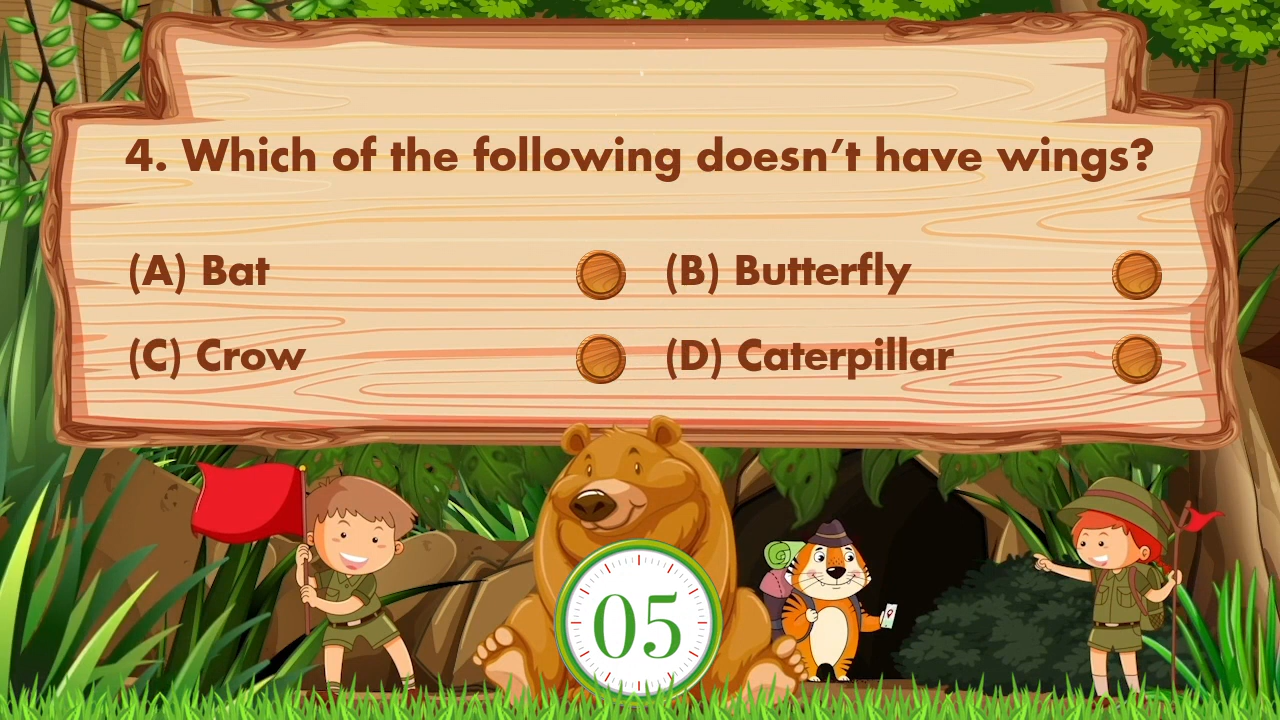 4. Which of the following doesn’t have wings?
(A) Bat
(B) Butterfly
(C) Crow
(D) Caterpillar
05